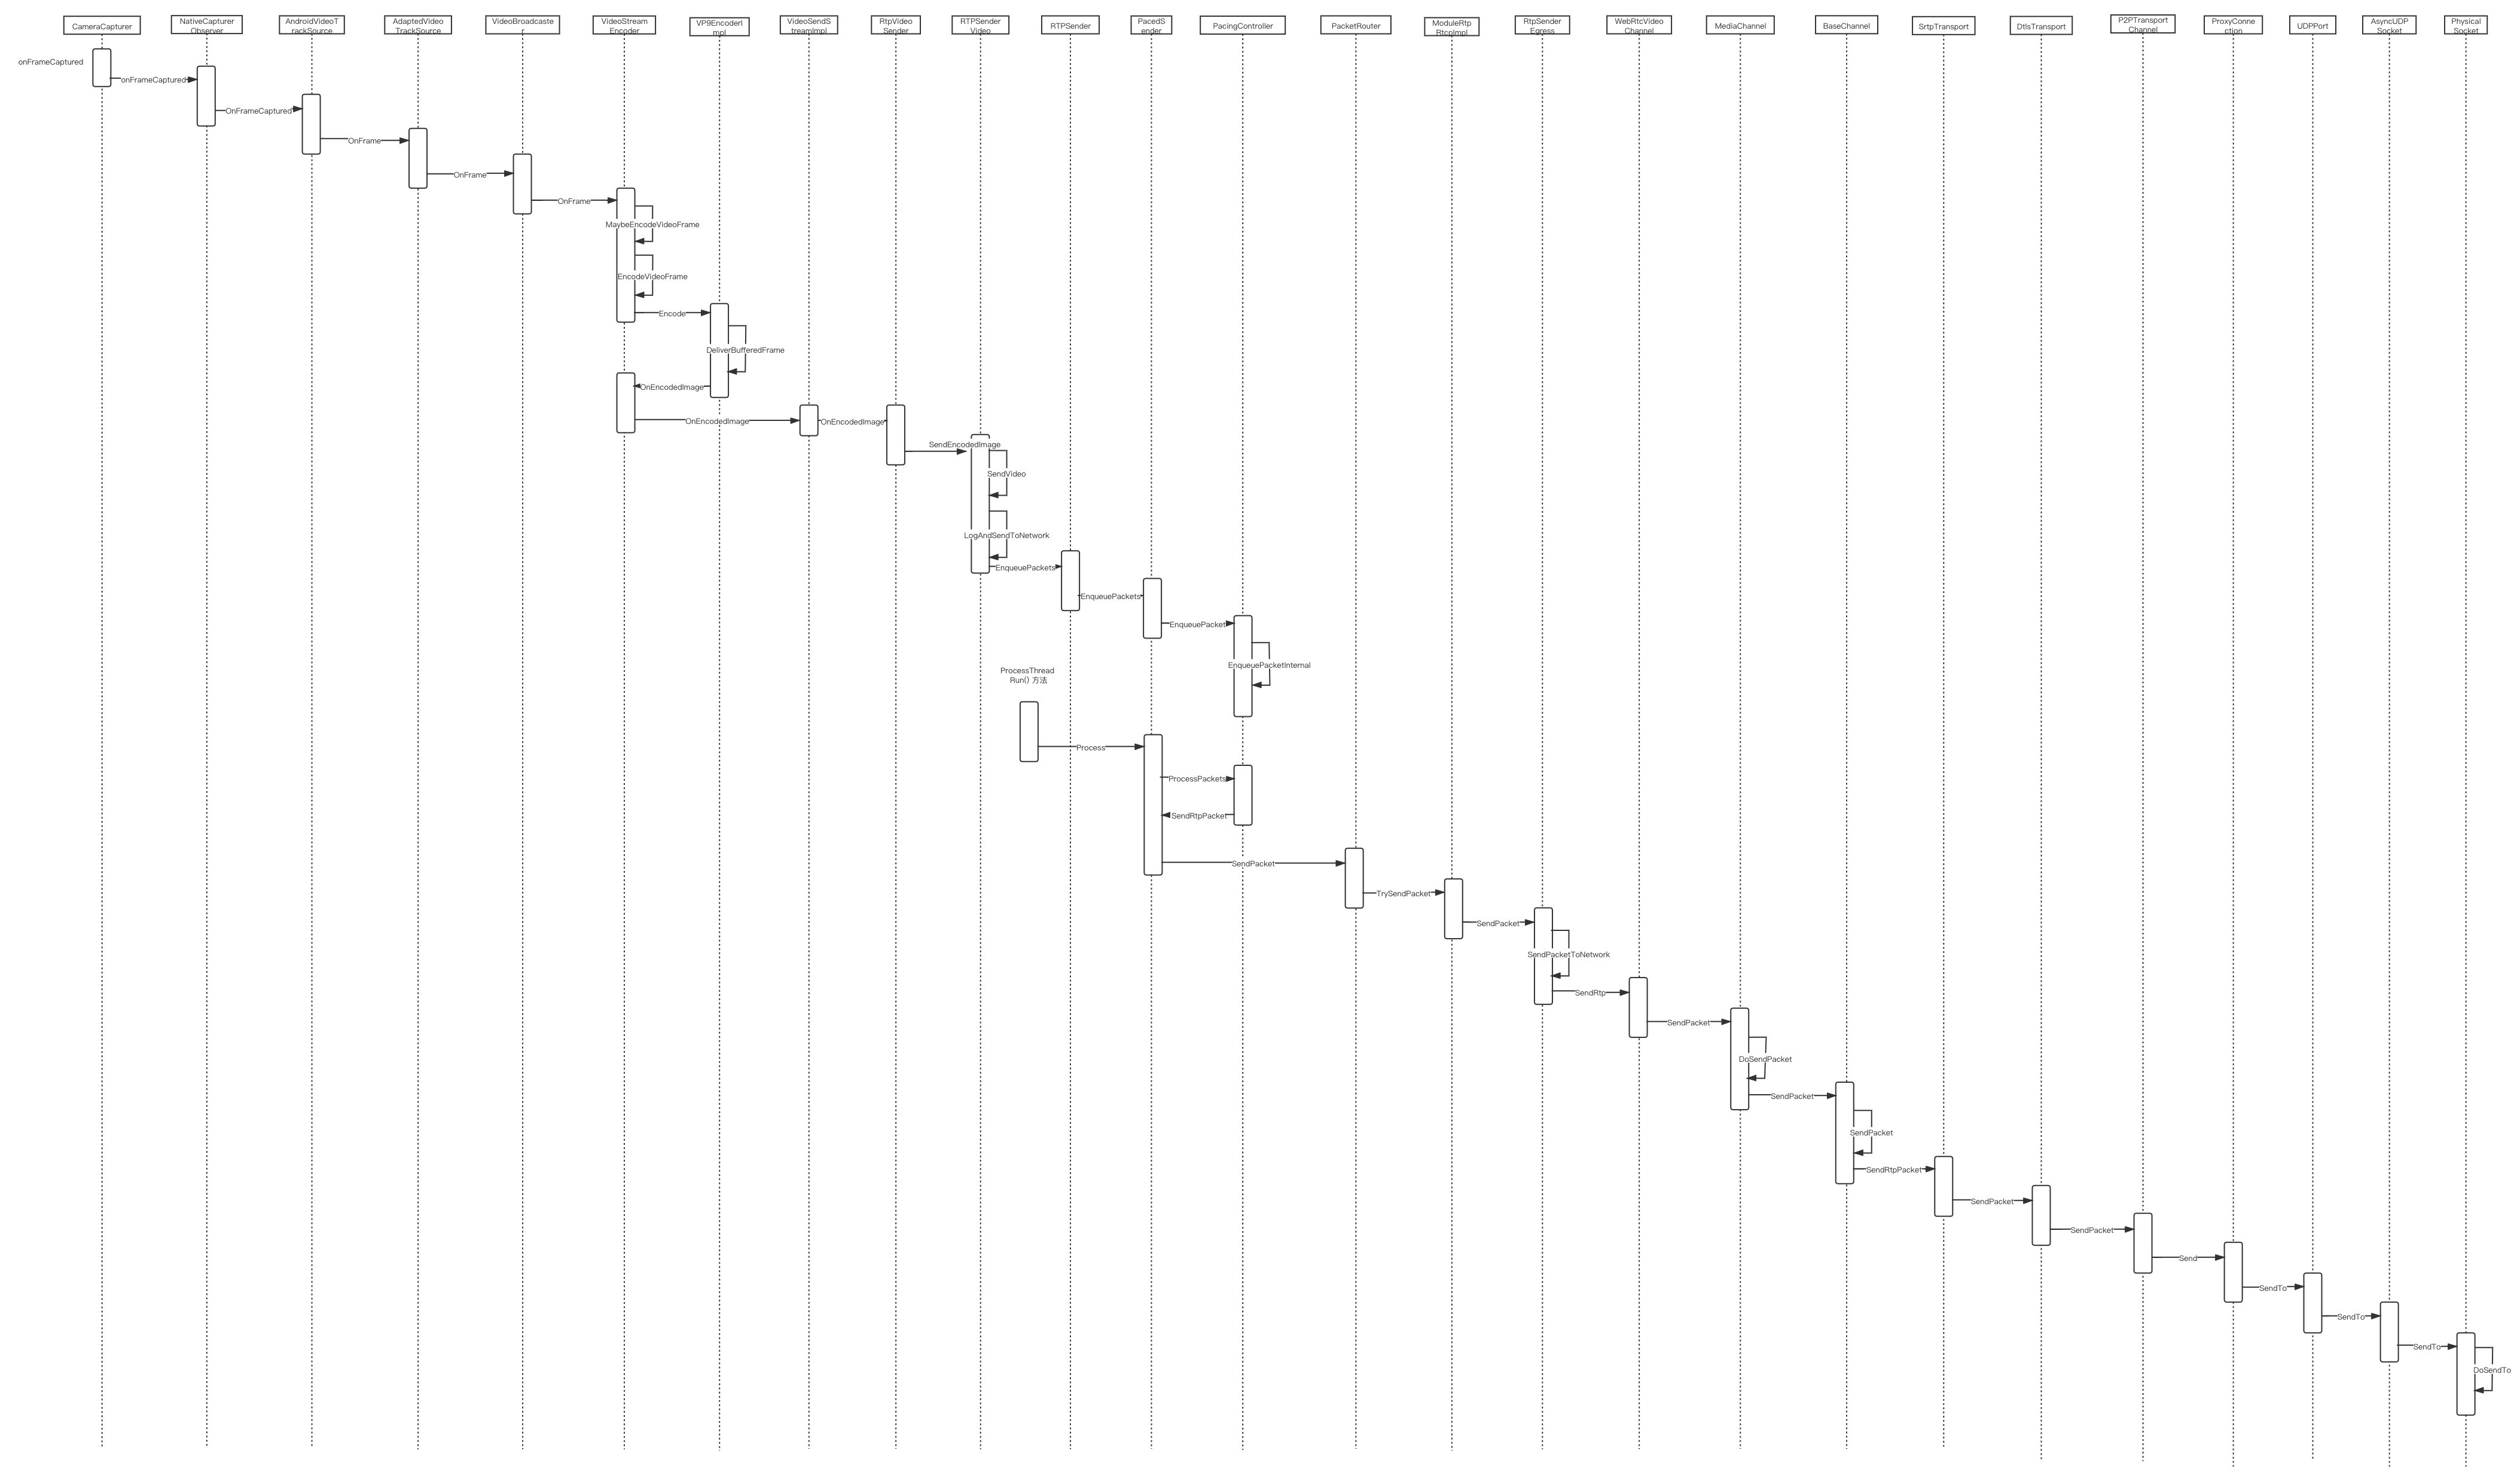 CameraCapturer
NativeCapturer
Observer
AndroidVideoT
rackSource
AdaptedVideo
TrackSource
VideoBroadcaste
r
VideoStream
Encoder
VP9EncoderI
mpl
VideoSendS
treamImpl
RtpVideo
Sender
RTPSender
Video
RTPSender
PacedS
ender
PacingController
PacketRouter
ModuleRtp
RtcpImpl
RtpSender
Egress
WebRtcVideo
Channel
MediaChannel
BaseChannel
SrtpTransport
DtlsTransport
P2PTransport
Channel
ProxyConne
ction
UDPPort
AsyncUDP
Socket
Physical
Socket
onFrameCaptured
onFrameCaptured
OnFrameCaptured
OnFrame
OnFrame
OnFrame
MaybeEncodeVideoFrame
EncodeVideoFrame
Encode
DeliverBufferedFrame
OnEncodedImage
OnEncodedImage
OnEncodedImage
SendEncodedImage
SendVideo
LogAndSendToNetwork
EnqueuePackets
EnqueuePackets
EnqueuePacket
EnqueuePacketInternal
ProcessThread
Run() 方法
Process
ProcessPackets
SendRtpPacket
SendPacket
TrySendPacket
SendPacket
SendPacketToNetwork
SendRtp
SendPacket
DoSendPacket
SendPacket
SendPacket
SendRtpPacket
SendPacket
SendPacket
Send
SendTo
SendTo
SendTo
DoSendTo